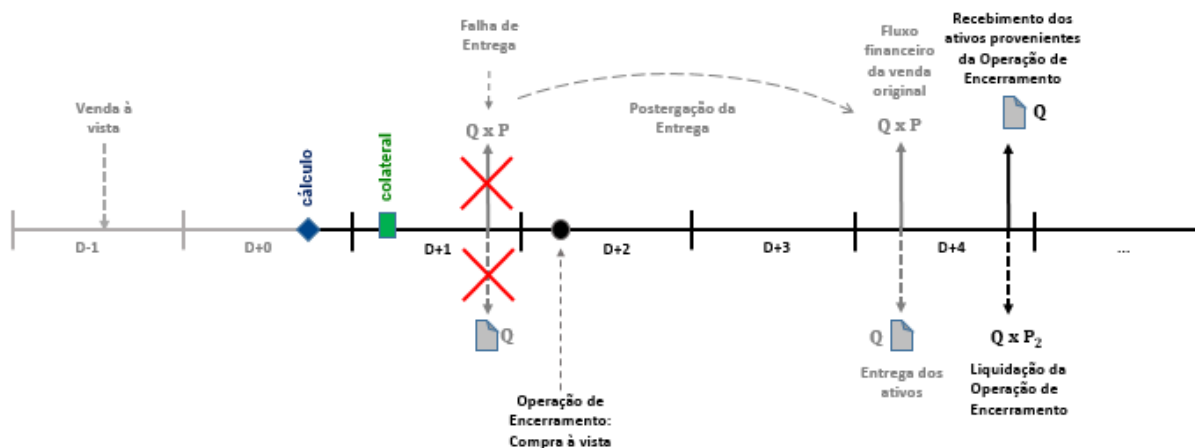 Falha de
Entrega
Fluxo
financeiro
da venda
original
Recebimento dos
ativos provenientes
da Operação de
Encerramento
Venda à
vista
Postergação da
Entrega
Q
Q x P
Q x P
cálculo
colateral
D-1
D+0
D+1
D+2
D+3
D+4
...
Q
Q
Q x P₂
Entrega dos
ativos
Liquidação da
Operação de
Encerramento
Operação de
Encerramento:
Compra à vista